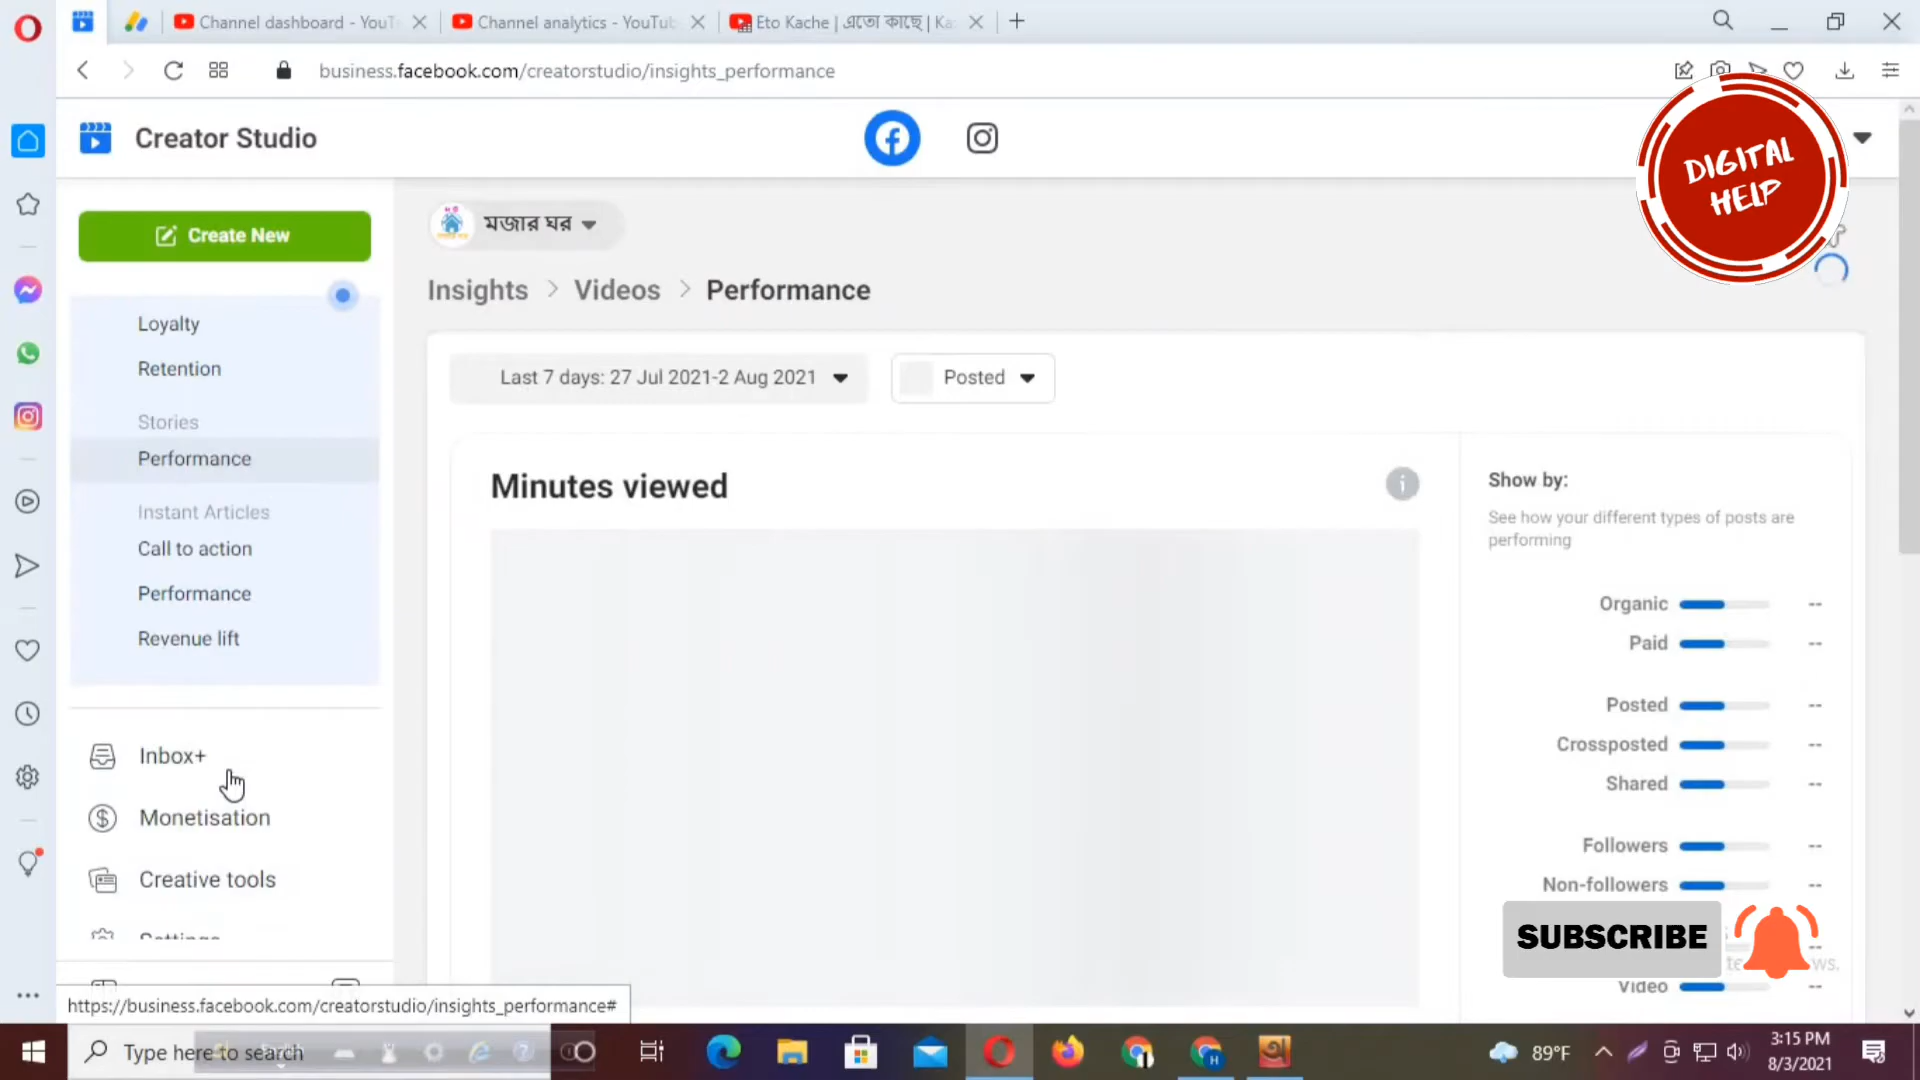 Channel dashboard - YouT
Channel analytics - YouTub
Eto Kache | এতো কাছে | Ka
business.facebook.com/creatorstudio/insights_performance
Creator Studio
DIGITAL
HELP
Create New
মজার ঘর
Insights > Videos > Performance
Loyalty
Retention
Stories
Performance
Instant Articles
Call to action
Performance
Revenue lift
Inbox+
Monetisation
Creative tools
Settings
Last 7 days: 27 Jul 2021-2 Aug 2021
Posted
Minutes viewed
Show by:
See how your different types of posts are
performing
Organic --
Paid --
Posted --
Crossposted --
Shared --
Followers --
Non-followers --
SUBSCRIBE
Video --
https://business.facebook.com/creatorstudio/insights_performance#
Type here to search
89°F
3:15 PM
8/3/2021